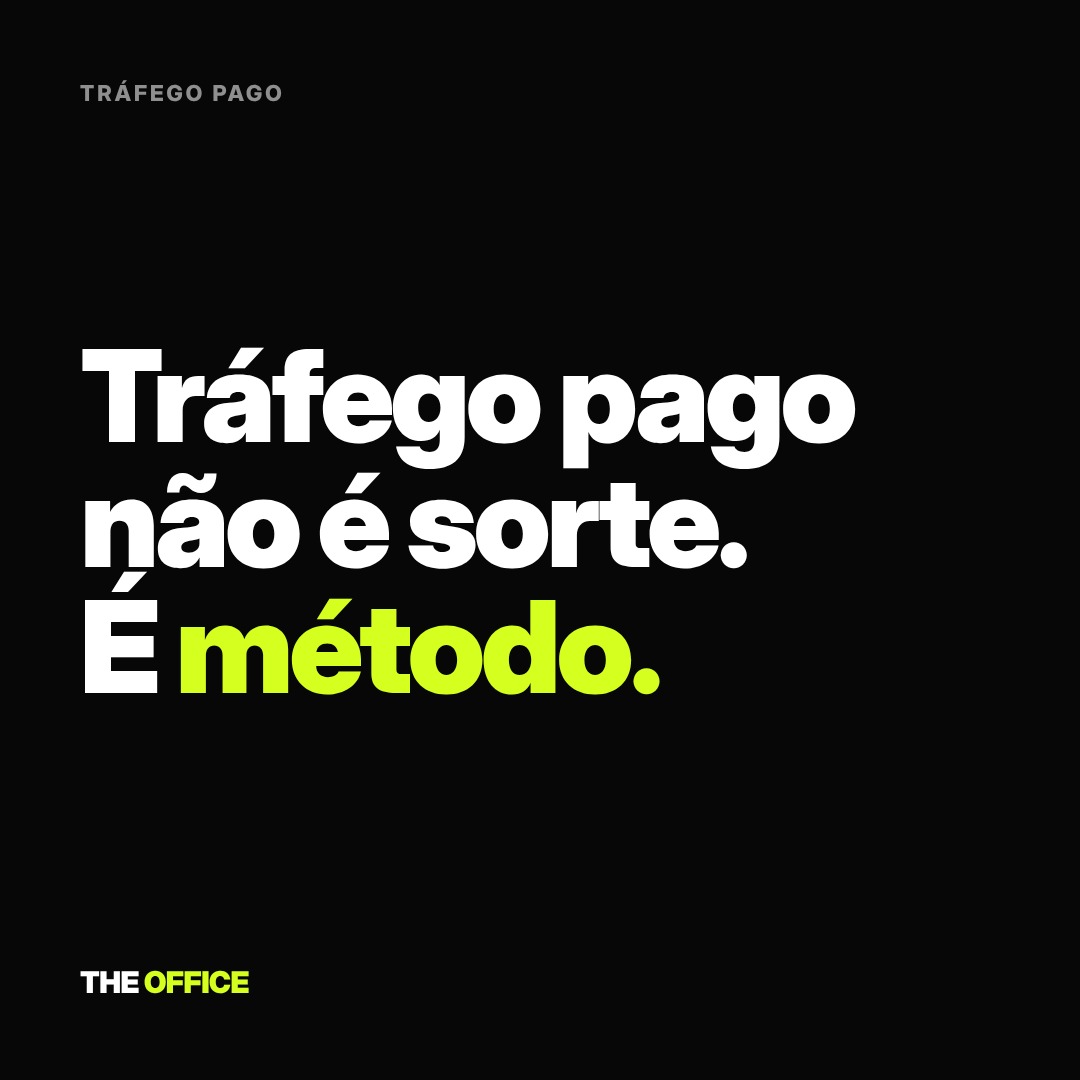 TRÁFEGO PAGO
Tráfego pago
não é sorte.
É método.
THE OFFICE